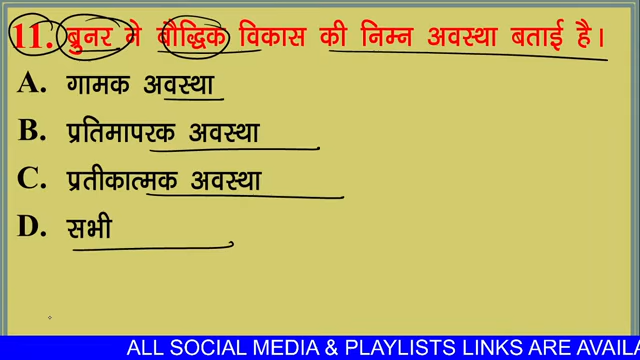 11. ब्रुनर ने बौद्धिक विकास की निम्न अवस्था बताई है।
A. गामक अवस्था
B. प्रतिमापरक अवस्था
C. प्रतीकात्मक अवस्था
D. सभी
ALL SOCIAL MEDIA & PLAYLISTS LINKS ARE AVAILA